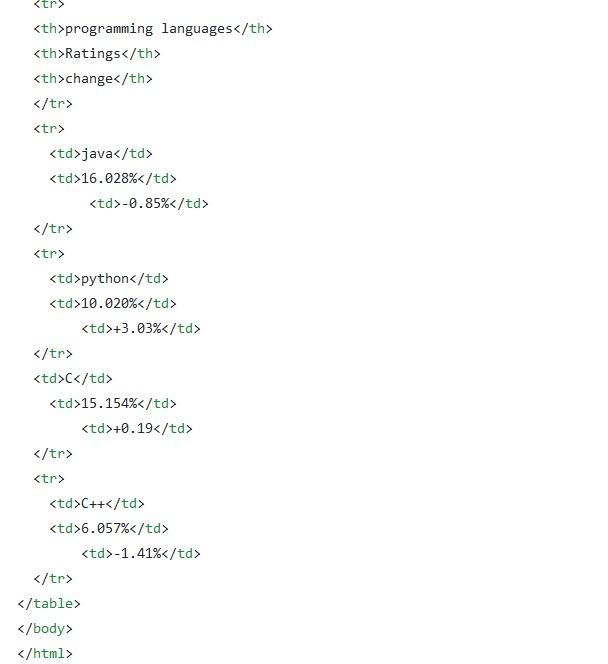 <tr>
<th>programming languages</th>
<th>Ratings</th>
<th>change</th>
</tr>
<tr>
<td>java</td>
<td>16.028%</td>
<td>-0.85%</td>
</tr>
<tr>
<td>python</td>
<td>10.020%</td>
<td>+3.03%</td>
</tr>
<td>C</td>
<td>15.154%</td>
<td>+0.19</td>
</tr>
<tr>
<td>C++</td>
<td>6.057%</td>
<td>-1.41%</td>
</tr>
</table>
</body>
</html>